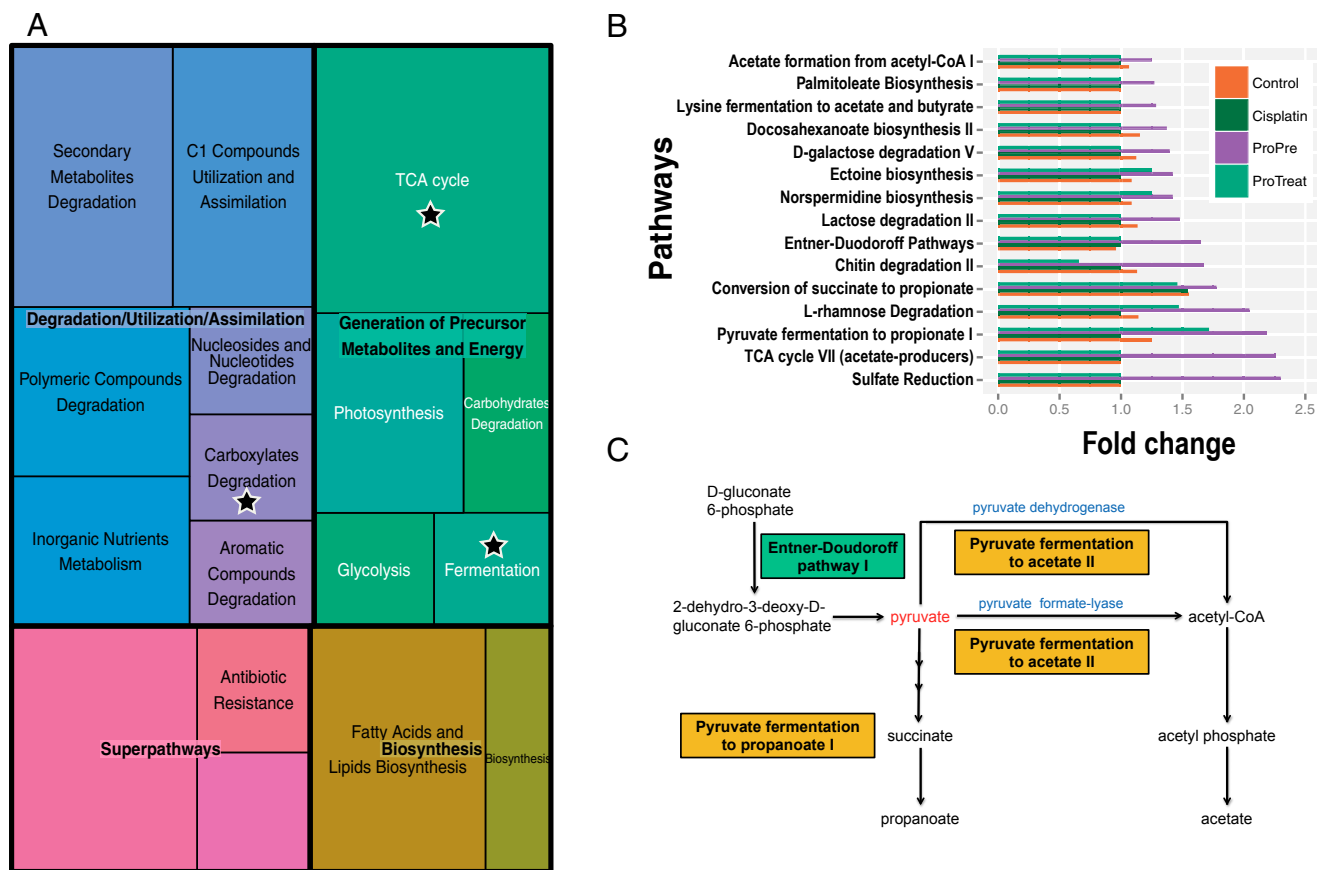 A
Secondary
Metabolites
Degradation
C1 Compounds
Utilization and
Assimilation
TCA cycle
Degradation/Utilization/Assimilation
Generation of Precursor
Metabolites and Energy
Polymeric Compounds
Degradation
Nucleosides and
Nucleotides
Degradation
Photosynthesis
Carbohydrates
Degradation
Carboxylates
Degradation
Inorganic Nutrients
Metabolism
Aromatic
Compounds
Degradation
Glycolysis
Fermentation
Superpathways
Antibiotic
Resistance
Fatty Acids and
Lipids Biosynthesis
Biosynthesis
Biosynthesis
B
Pathways
Acetate formation from acetyl-CoA I
Palmitoleate Biosynthesis
Lysine fermentation to acetate and butyrate
Docosahexanoate biosynthesis II
D-galactose degradation V
Ectoine biosynthesis
Norspermidine biosynthesis
Lactose degradation II
Entner-Duodoroff Pathways
Chitin degradation II
Conversion of succinate to propionate
L-rhamnose Degradation
Pyruvate fermentation to propionate I
TCA cycle VII (acetate-producers)
Sulfate Reduction
Control
Cisplatin
ProPre
ProTreat
0.0 0.5 1.0 1.5 2.0 2.5
Fold change
C
D-gluconate
6-phosphate
Entner-Doudoroff
pathway I
2-dehydro-3-deoxy-D-
gluconate 6-phosphate
pyruvate
pyruvate dehydrogenase
Pyruvate fermentation
to acetate II
pyruvate formate-lyase
Pyruvate fermentation
to acetate II
acetyl-CoA
Pyruvate fermentation
to propanoate I
succinate
acetyl phosphate
propanoate
acetate